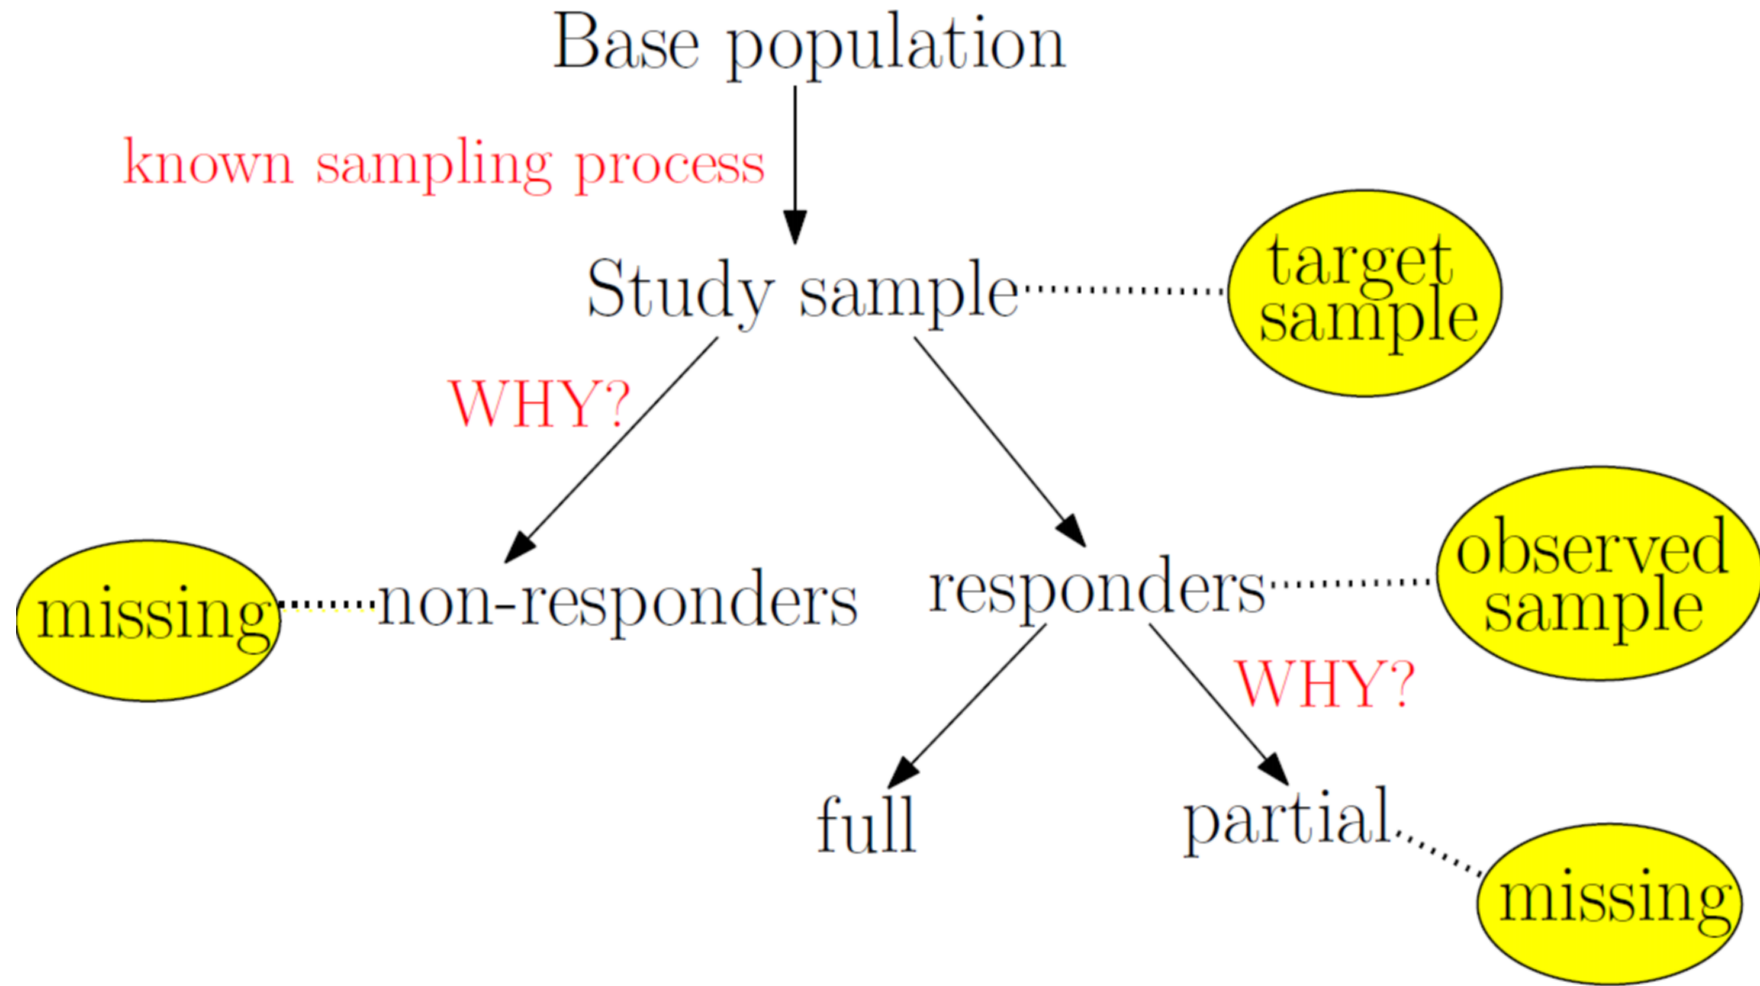 Base population
known sampling process
Study sample
target
sample
WHY?
missing
non-responders
responders
observed
sample
WHY?
full
partial
missing